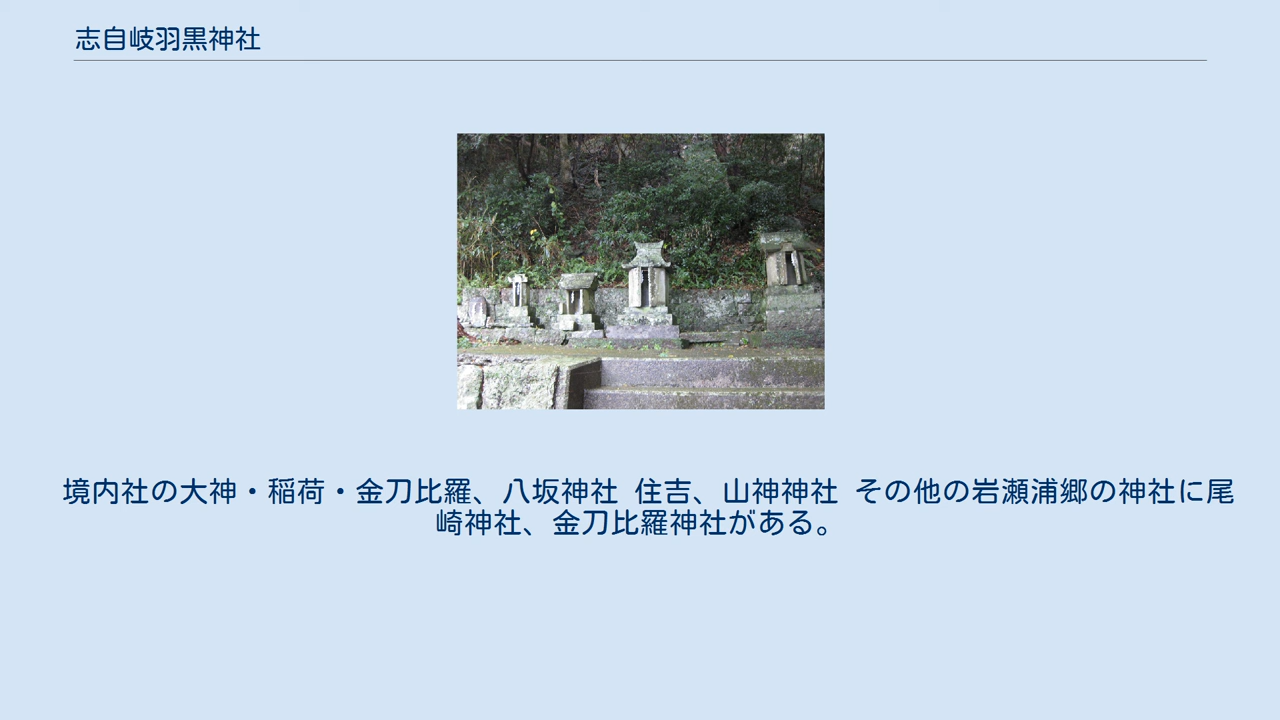 志自岐羽黒神社
境内社の大神・稲荷・金刀比羅、八坂神社 住吉、山神神社 その他の岩瀬浦郷の神社に尾
崎神社、金刀比羅神社がある。